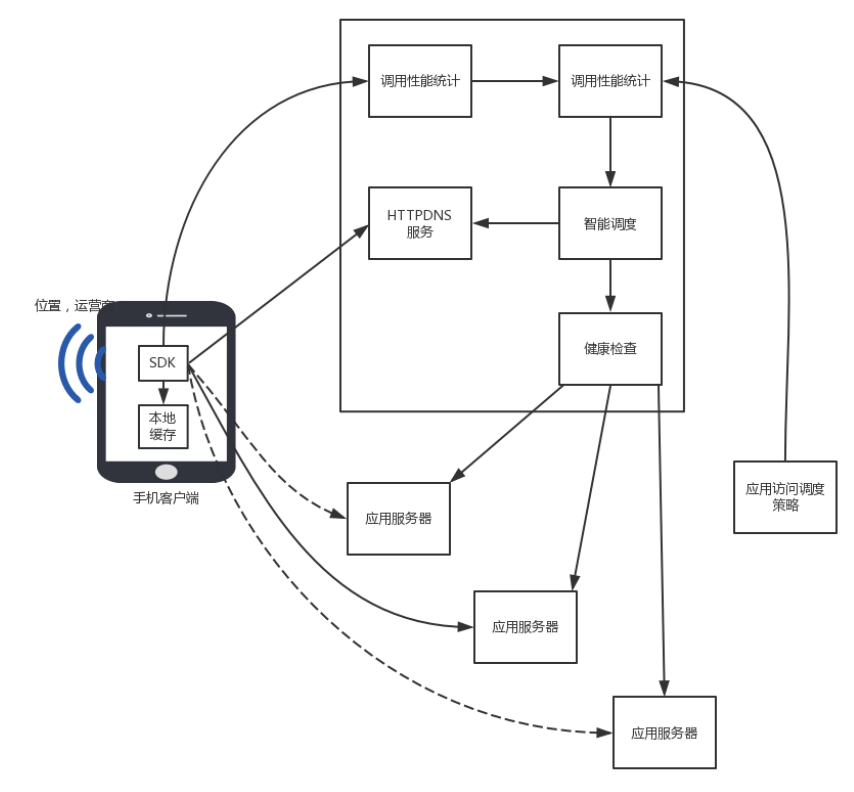 调用性能统计
调用性能统计
HTTPDNS
服务
智能调度
位置，运营商
健康检查
SDK
本地
缓存
手机客户端
应用服务器
应用访问调度
策略
应用服务器
应用服务器